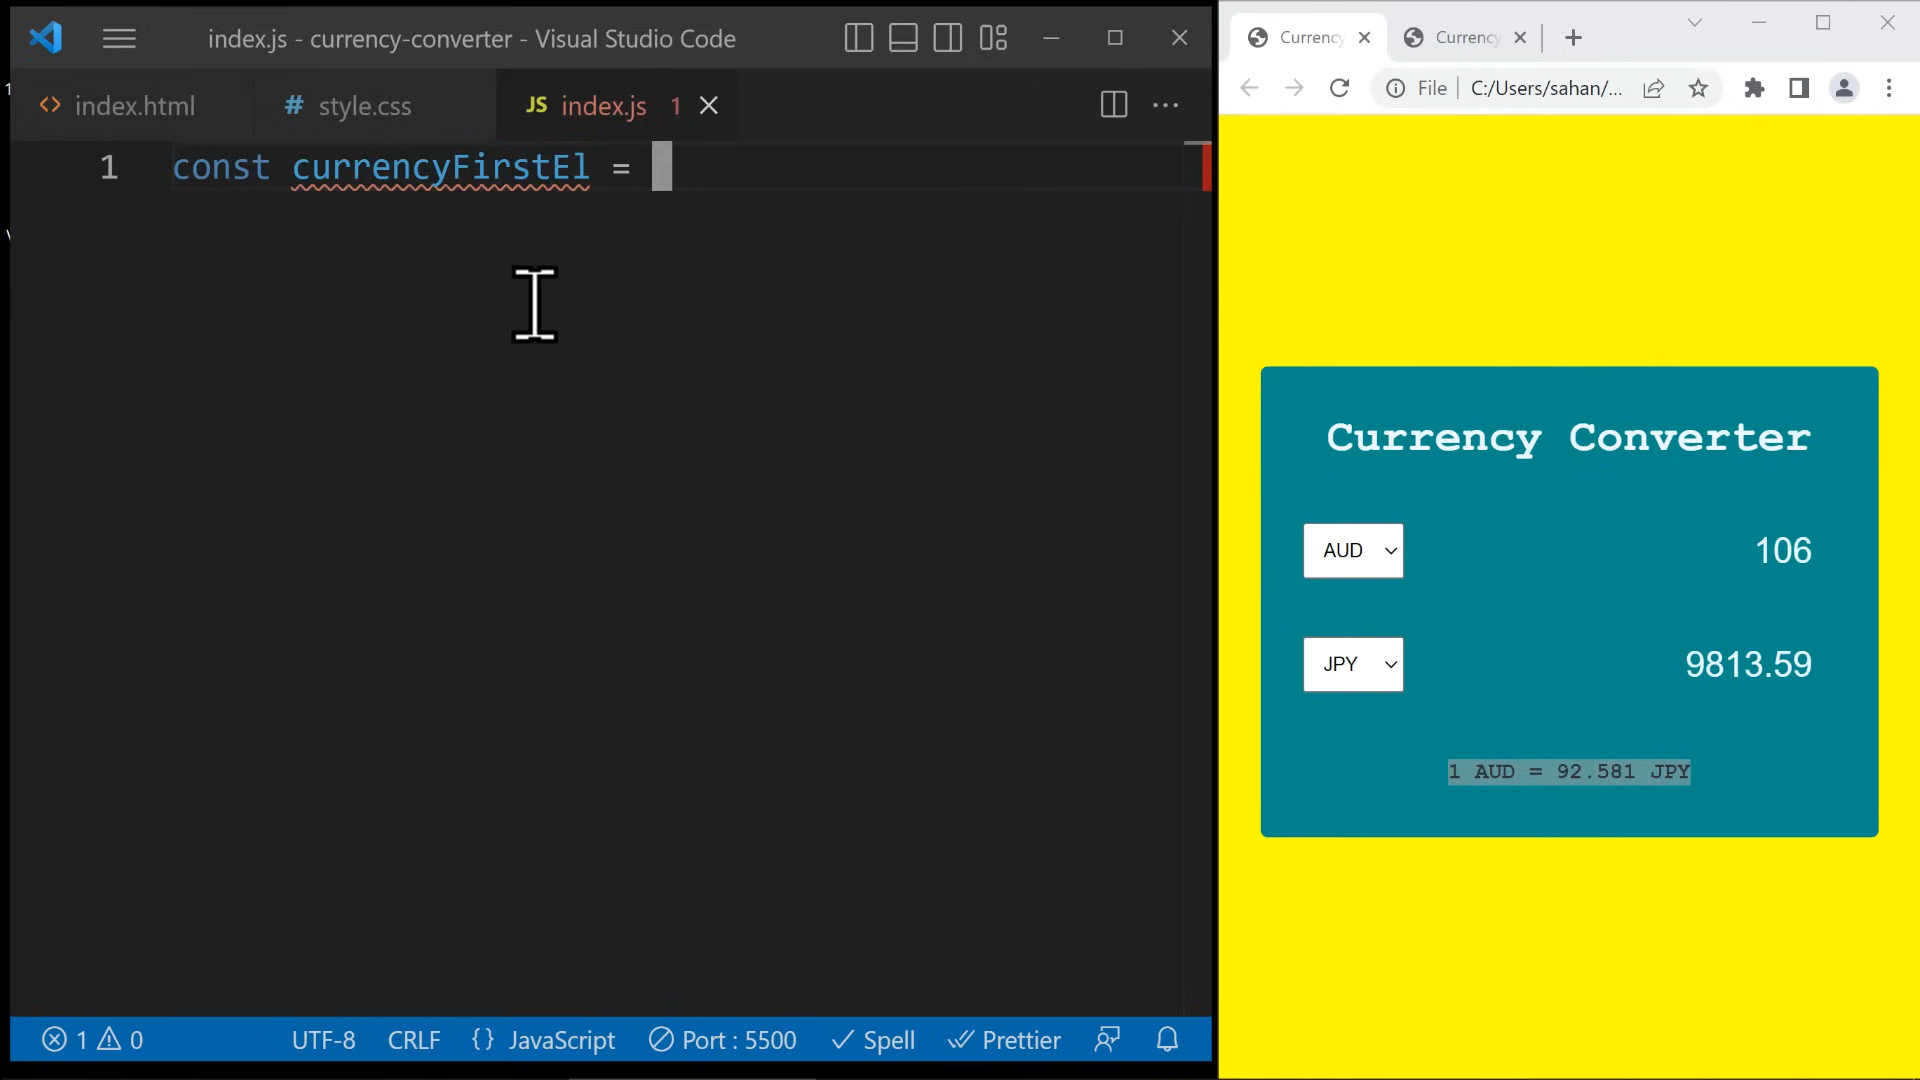 index.js - currency-converter - Visual Studio Code
index.html
style.css
JS index.js 1
1 const currencyFirstEl =
1 0
UTF-8 CRLF {} JavaScript Port : 5500 Spell Prettier
Currency
Currency
File C:/Users/sahan/...
Currency Converter
AUD 106
JPY 9813.59
1 AUD = 92.581 JPY